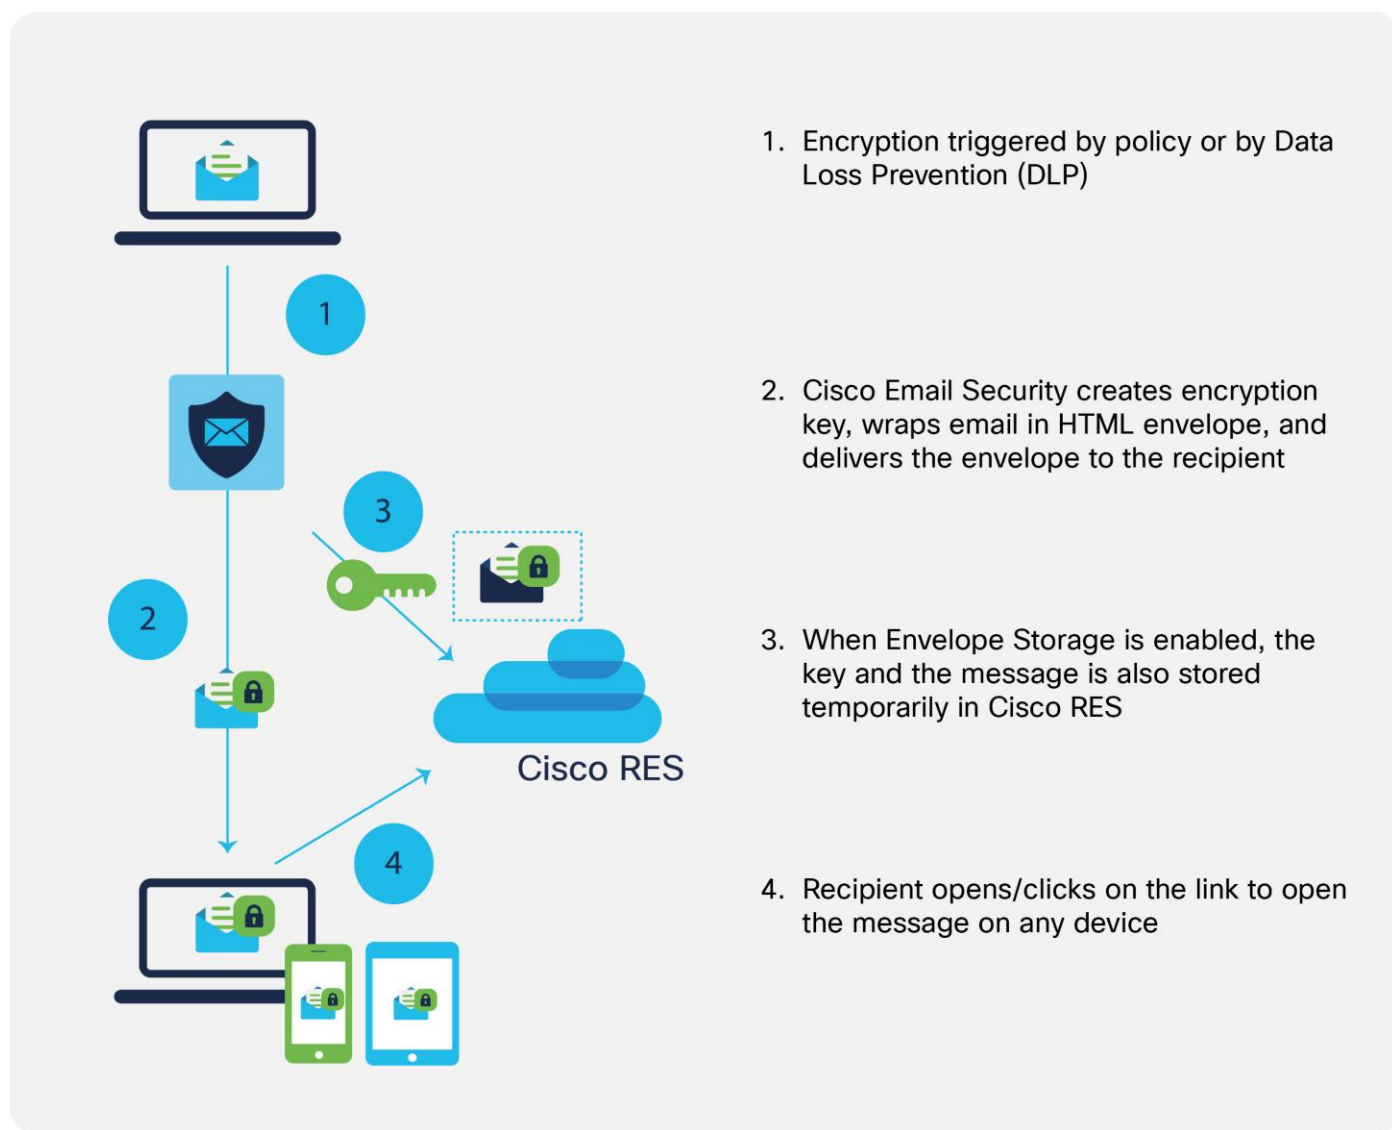 1. Encryption triggered by policy or by Data
Loss Prevention (DLP)
1
2. Cisco Email Security creates encryption
key, wraps email in HTML envelope, and
delivers the envelope to the recipient
3
2
3. When Envelope Storage is enabled, the
key and the message is also stored
temporarily in Cisco RES
Cisco RES
4
4. Recipient opens/clicks on the link to open
the message on any device